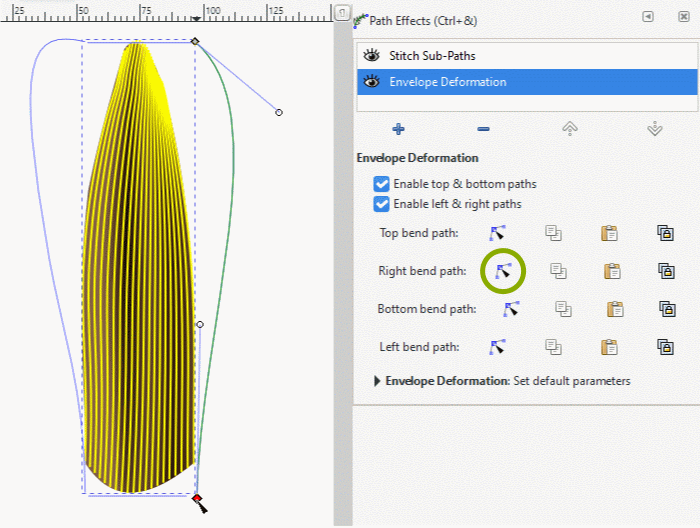 25 50 75 100 125
Path Effects (Ctrl+&)
Stitch Sub-Paths
Envelope Deformation
Envelope Deformation
Enable top & bottom paths
Enable left & right paths
Top bend path:
Right bend path:
Bottom bend path:
Left bend path:
Envelope Deformation: Set default parameters